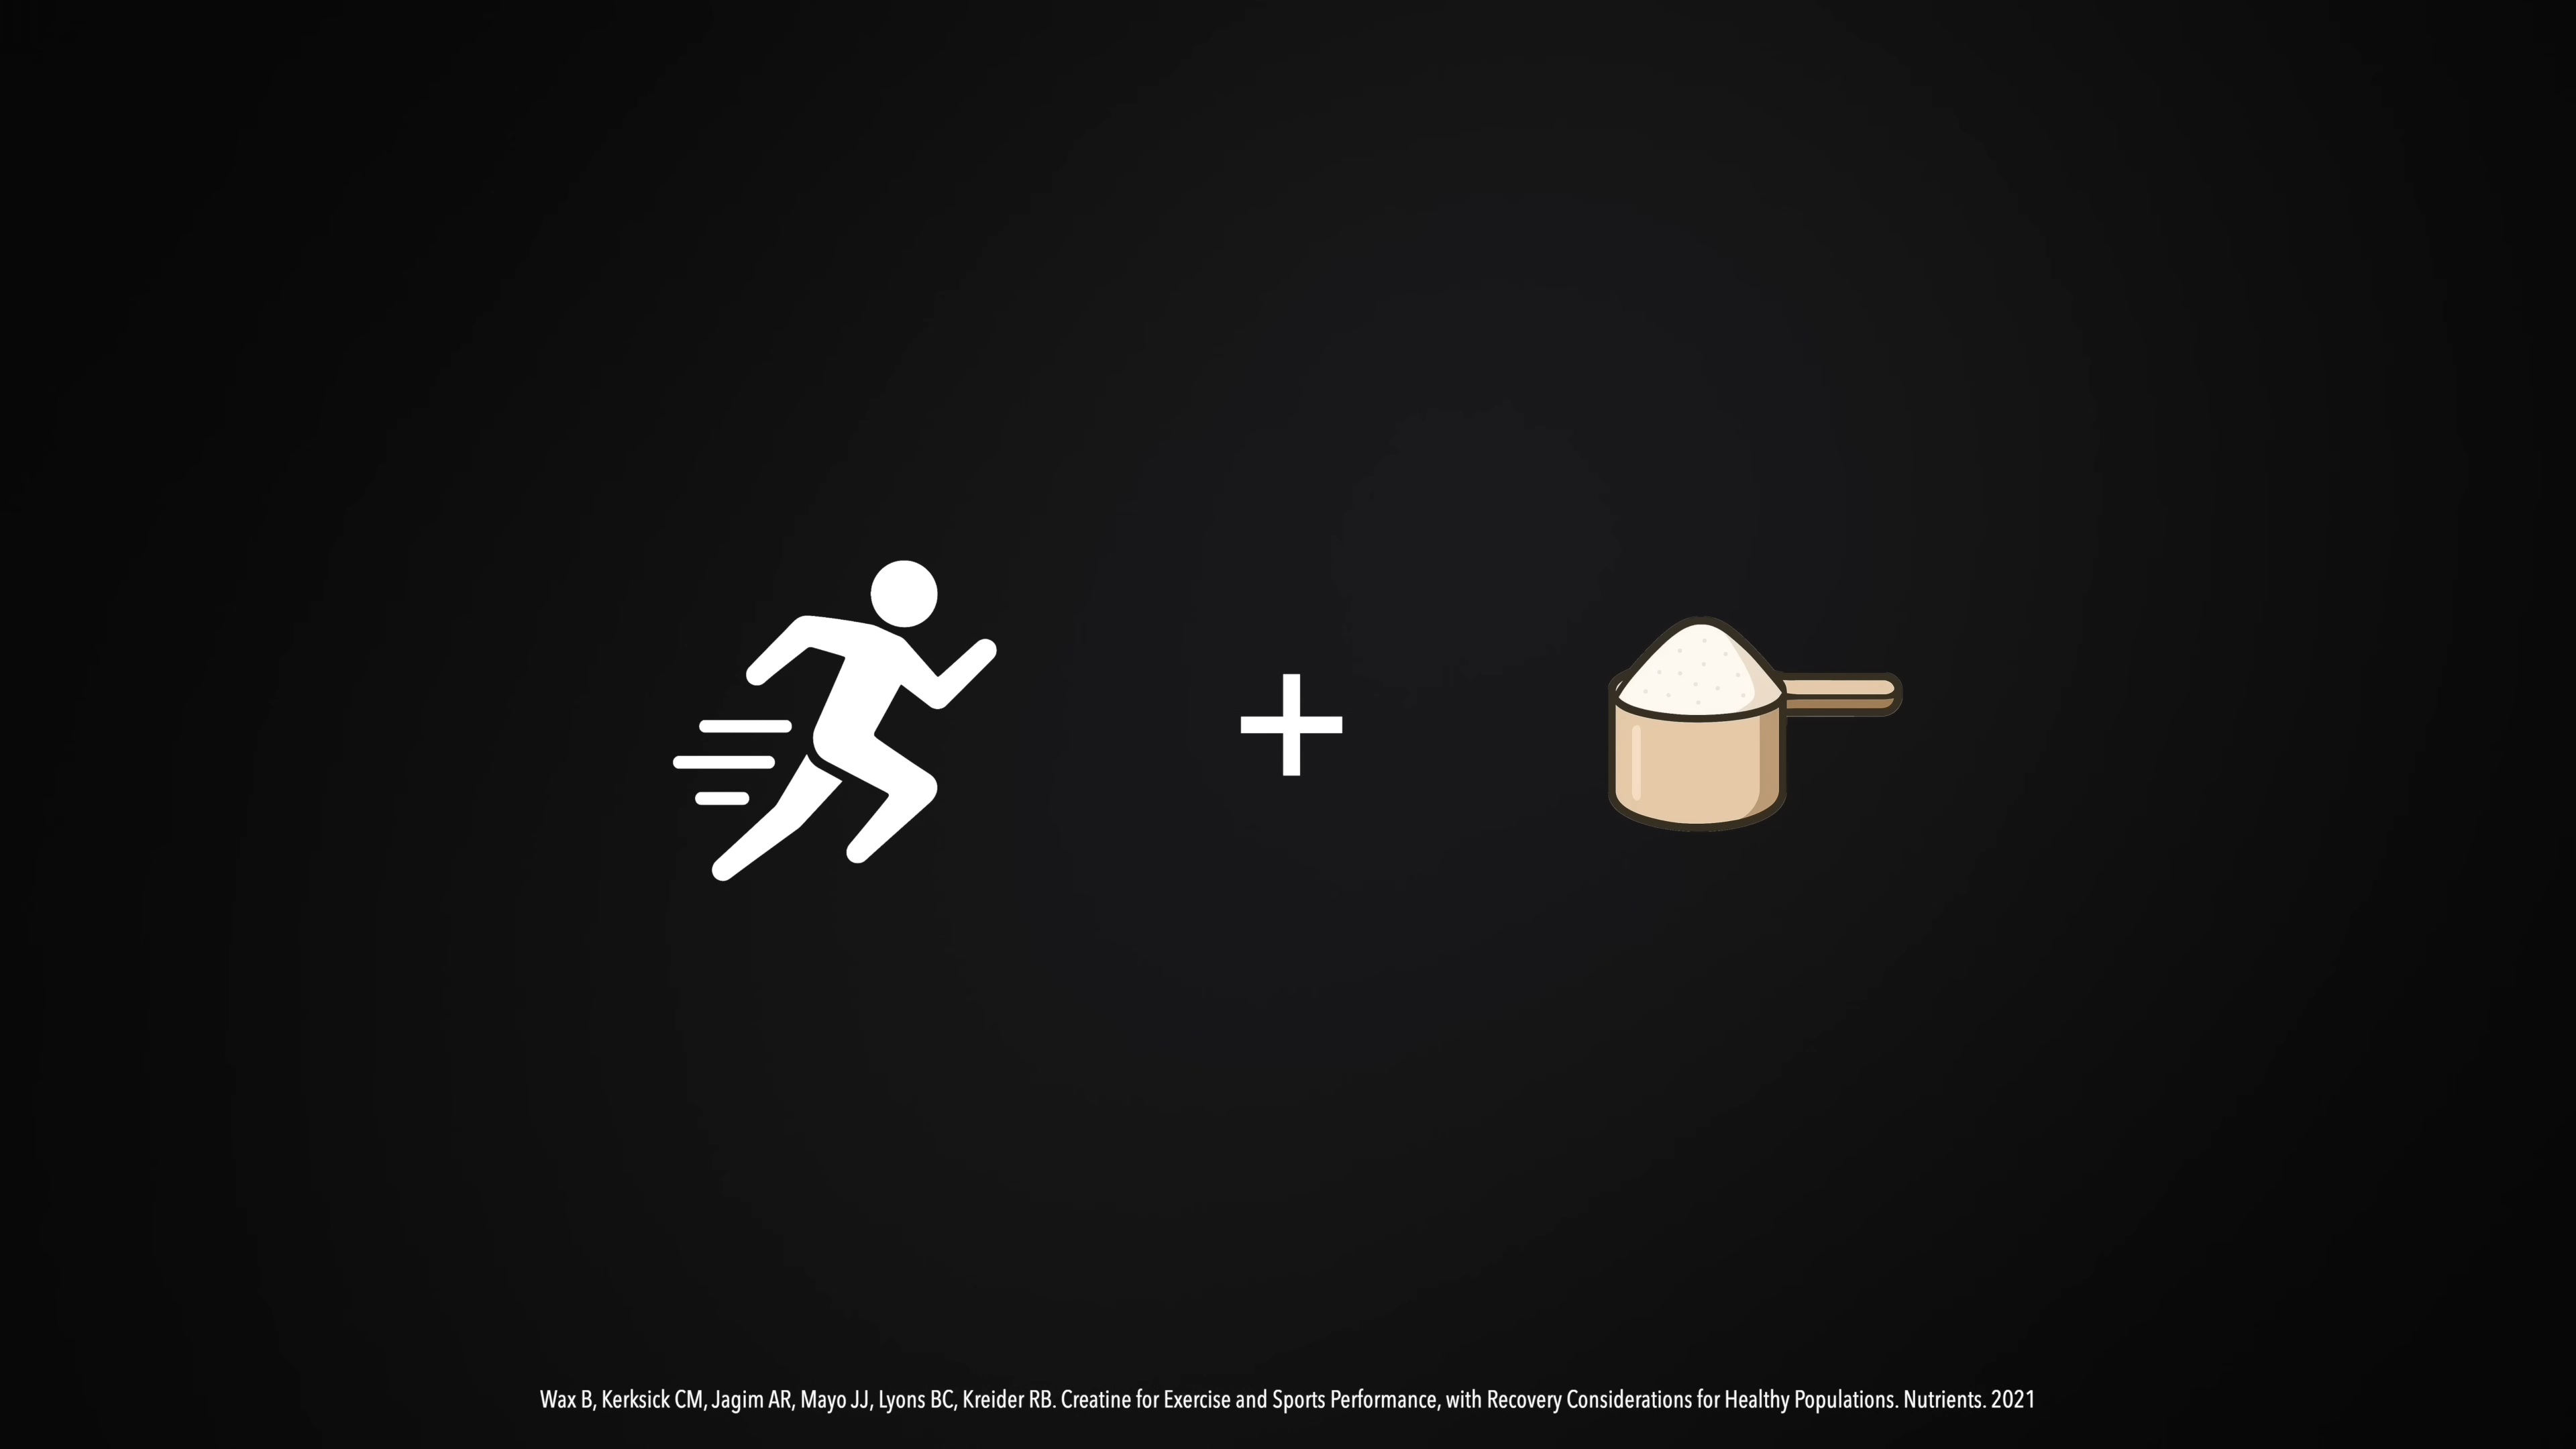 Wax B, Kerksick CM, Jagim AR, Mayo JJ, Lyons BC, Kreider RB. Creatine for Exercise and Sports Performance, with Recovery Considerations for Healthy Populations. Nutrients. 2021